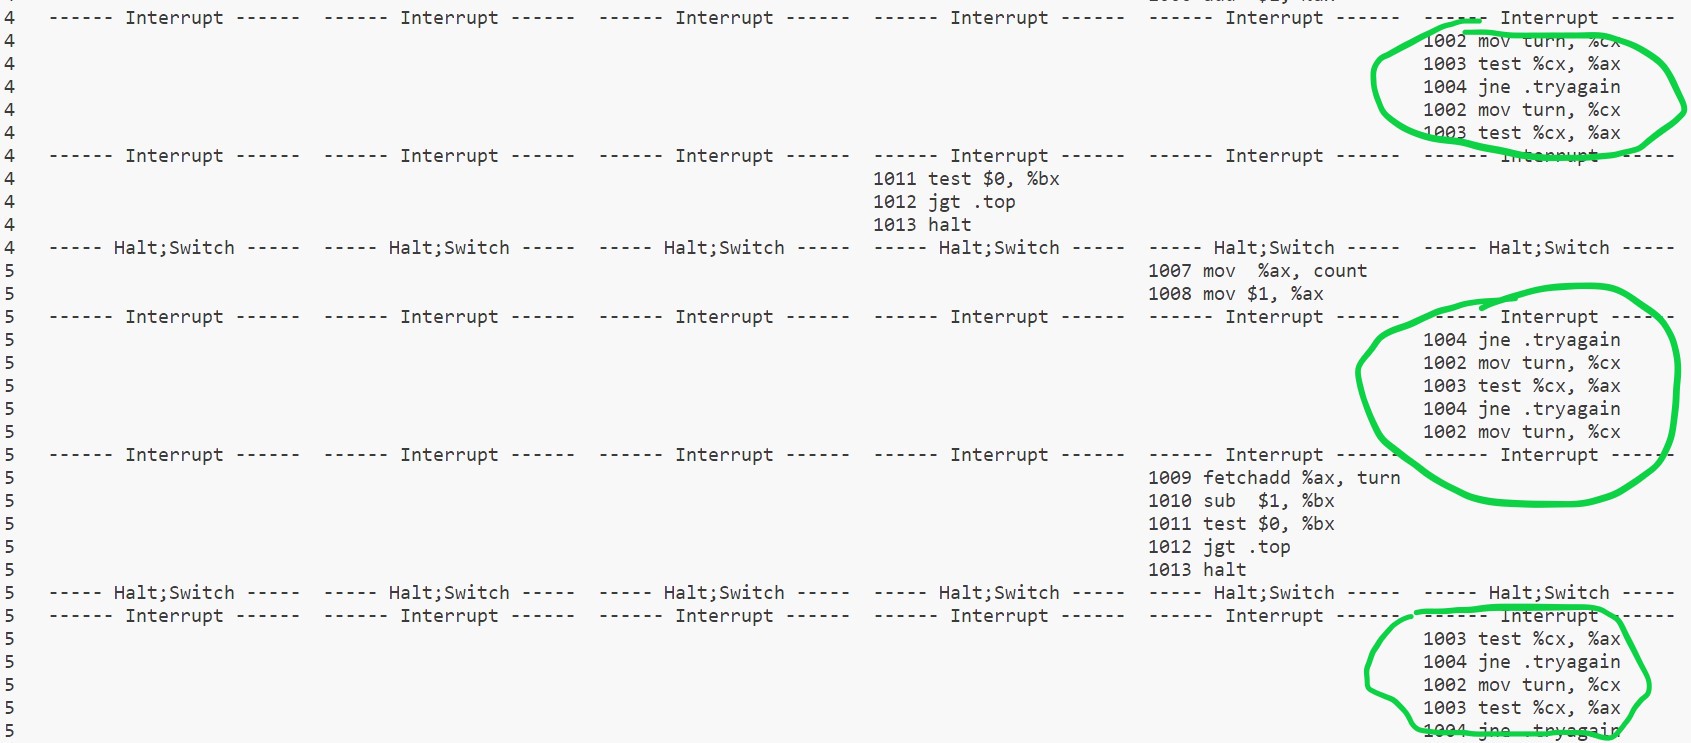 4 ------ Interrupt ------ ------ Interrupt ------ ------ Interrupt ------ ------ Interrupt ------ ------ Interrupt ------ ------ Interrupt ------
4 1002 mov turn, %cx
4 1003 test %cx, %ax
4 1004 jne .tryagain
4 1002 mov turn, %cx
4 1003 test %cx, %ax
4 ------ Interrupt ------ ------ Interrupt ------ ------ Interrupt ------ ------ Interrupt ------ ------ Interrupt ------ ------ Interrupt ------
4 1011 test $0, %bx
4 1012 jgt .top
4 1013 halt
4 ----- Halt;Switch ----- ----- Halt;Switch ----- ----- Halt;Switch ----- ----- Halt;Switch ----- ----- Halt;Switch ----- ----- Halt;Switch -----
5 1007 mov  %ax, count
5 1008 mov $1, %ax
5 ------ Interrupt ------ ------ Interrupt ------ ------ Interrupt ------ ------ Interrupt ------ ------ Interrupt ------ ------ Interrupt ------
5 1004 jne .tryagain
5 1002 mov turn, %cx
5 1003 test %cx, %ax
5 1004 jne .tryagain
5 1002 mov turn, %cx
5 ------ Interrupt ------ ------ Interrupt ------ ------ Interrupt ------ ------ Interrupt ------ ------ Interrupt ------ ------ Interrupt ------
5 1009 fetchadd %ax, turn
5 1010 sub  $1, %bx
5 1011 test $0, %bx
5 1012 jgt .top
5 1013 halt
5 ----- Halt;Switch ----- ----- Halt;Switch ----- ----- Halt;Switch ----- ----- Halt;Switch ----- ----- Halt;Switch ----- ----- Halt;Switch -----
5 ------ Interrupt ------ ------ Interrupt ------ ------ Interrupt ------ ------ Interrupt ------ ------ Interrupt ------ ------ Interrupt ------
5 1003 test %cx, %ax
5 1004 jne .tryagain
5 1002 mov turn, %cx
5 1003 test %cx, %ax
5 1004 jne .tryagain